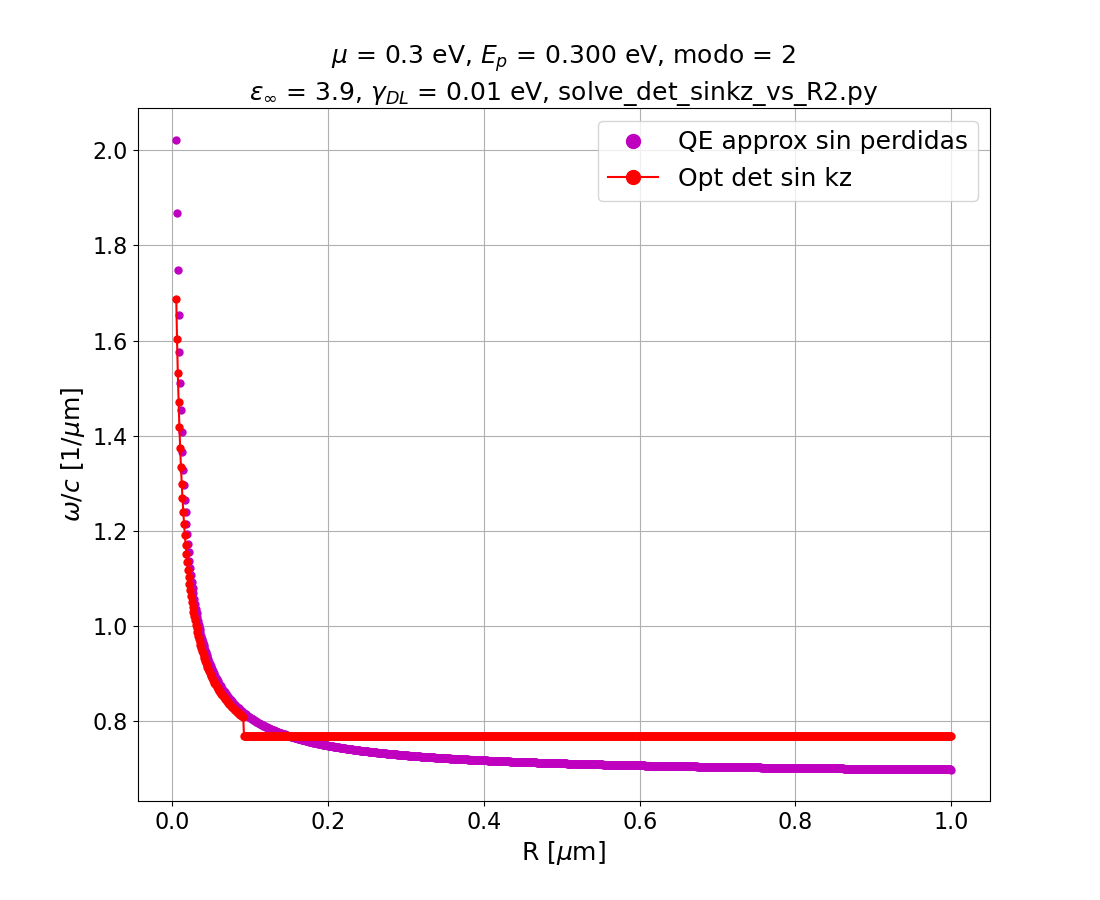 μ = 0.3 eV, E_p = 0.300 eV, modo = 2
ε_∞ = 3.9, γ_DL = 0.01 eV, solve_det_sinkz_vs_R2.py
QE approx sin perdidas
Opt det sin kz
ω/c [1/μm]
2.0
1.8
1.6
1.4
1.2
1.0
0.8
0.0 0.2 0.4 0.6 0.8 1.0
R [μm]